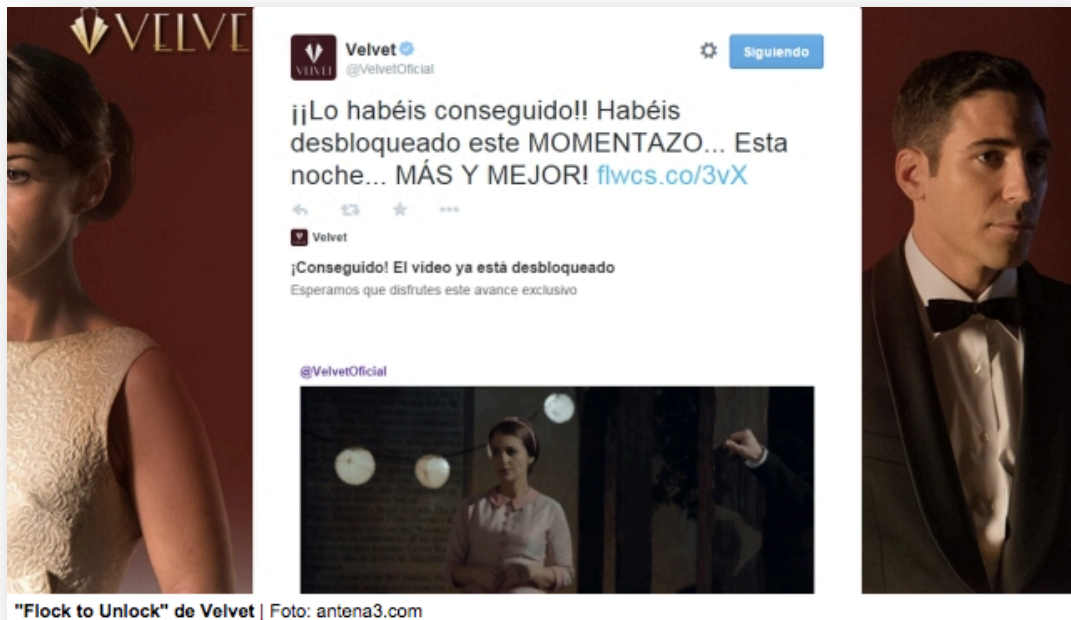 VELVE
Velvet
VELVET
@VelvetOficial
Siguiendo
¡¡Lo habéis conseguido!! Habéis
desbloqueado este MOMENTAZO... Esta
noche... MÁS Y MEJOR! flwcs.co/3vX
Velvet
¡Conseguido! El vídeo ya está desbloqueado
Esperamos que disfrutes este avance exclusivo
@VelvetOficial
"Flock to Unlock" de Velvet | Foto: antena3.com